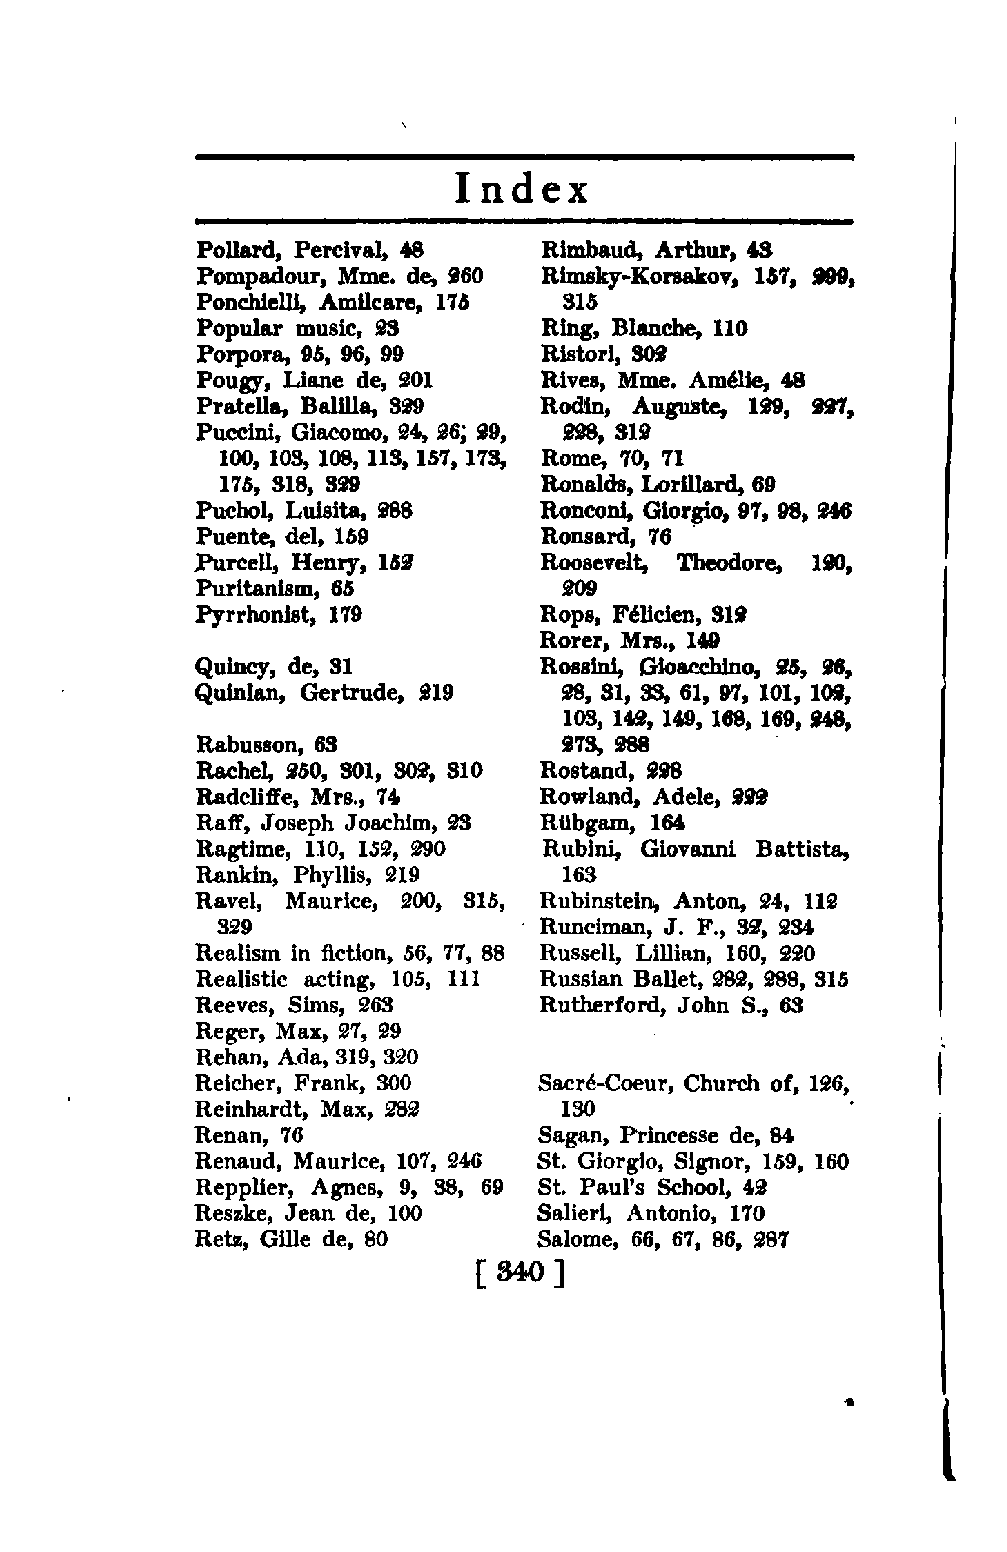 Index
Pollard, Percival, 48
Pompadour, Mme. de, 260
Ponchielli, Amilcare, 175
Popular music, 23
Porpora, 95, 96, 99
Pougy, Liane de, 201
Pratella, Balilla, 329
Puccini, Giacomo, 24, 26; 29,
100, 103, 108, 113, 157, 173,
175, 318, 329
Puchol, Luisita, 288
Puente, del, 159
Purcell, Henry, 152
Puritanism, 65
Pyrrhonist, 179
Quincy, de, 31
Quinlan, Gertrude, 219
Rabusson, 63
Rachel, 250, 301, 302, 310
Radcliffe, Mrs., 74
Raff, Joseph Joachim, 23
Ragtime, 110, 152, 290
Rankin, Phyllis, 219
Ravel, Maurice, 200, 315,
329
Realism in fiction, 56, 77, 88
Realistic acting, 105, 111
Reeves, Sims, 263
Reger, Max, 27, 29
Rehan, Ada, 319, 320
Reicher, Frank, 300
Reinhardt, Max, 282
Renan, 76
Renaud, Maurice, 107, 246
Repplier, Agnes, 9, 38, 69
Reszke, Jean de, 100
Retz, Gille de, 80
Rimbaud, Arthur, 43
Rimsky-Korsakov, 157, 299,
315
Ring, Blanche, 110
Ristori, 302
Rives, Mme. Amélie, 48
Rodin, Auguste, 129, 227,
228, 312
Rome, 70, 71
Ronalds, Lorillard, 69
Ronconi, Giorgio, 97, 98, 246
Ronsard, 76
Roosevelt, Theodore, 190,
209
Rops, Félicien, 312
Rorer, Mrs., 149
Rossini, Gioacchino, 25, 26,
28, 31, 33, 61, 97, 101, 102,
103, 142, 149, 168, 169, 248,
273, 288
Rostand, 228
Rowland, Adele, 222
Rübgam, 164
Rubini, Giovanni Battista,
163
Rubinstein, Anton, 24, 112
Runciman, J. F., 32, 234
Russell, Lillian, 160, 220
Russian Ballet, 282, 288, 315
Rutherford, John S., 63
Sacré-Coeur, Church of, 126,
130
Sagan, Princesse de, 84
St. Giorgio, Signor, 159, 160
St. Paul's School, 42
Salieri, Antonio, 170
Salome, 66, 67, 86, 287
[ 340 ]